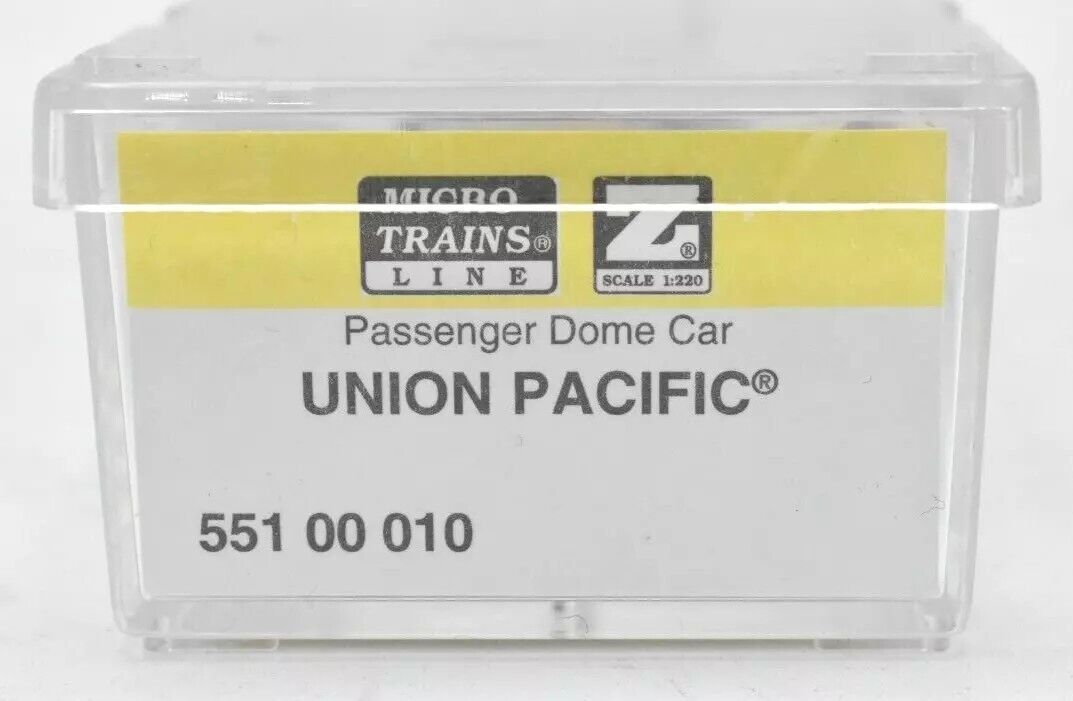 MICRO
TRAINS®
LINE
Z®
SCALE 1:220
Passenger Dome Car
UNION PACIFIC®
551 00 010